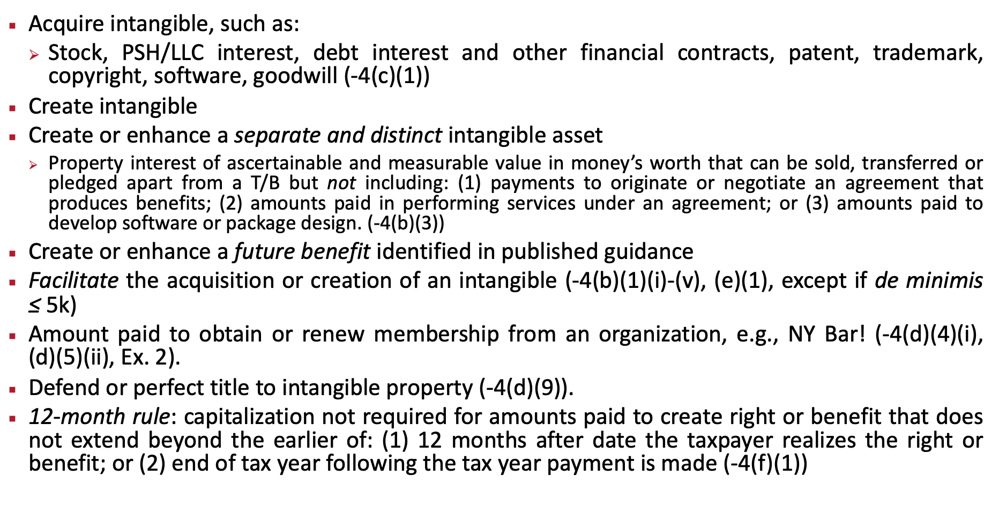 ▪ Acquire intangible, such as:
➢ Stock, PSH/LLC interest, debt interest and other financial contracts, patent, trademark,
copyright, software, goodwill (-4(c)(1))
▪ Create intangible
▪ Create or enhance a separate and distinct intangible asset
➢ Property interest of ascertainable and measurable value in money’s worth that can be sold, transferred or
pledged apart from a T/B but not including: (1) payments to originate or negotiate an agreement that
produces benefits; (2) amounts paid in performing services under an agreement; or (3) amounts paid to
develop software or package design. (-4(b)(3))
▪ Create or enhance a future benefit identified in published guidance
▪ Facilitate the acquisition or creation of an intangible (-4(b)(1)(i)-(v), (e)(1), except if de minimis
≤ 5k)
▪ Amount paid to obtain or renew membership from an organization, e.g., NY Bar! (-4(d)(4)(i),
(d)(5)(ii), Ex. 2).
▪ Defend or perfect title to intangible property (-4(d)(9)).
▪ 12-month rule: capitalization not required for amounts paid to create right or benefit that does
not extend beyond the earlier of: (1) 12 months after date the taxpayer realizes the right or
benefit; or (2) end of tax year following the tax year payment is made (-4(f)(1))